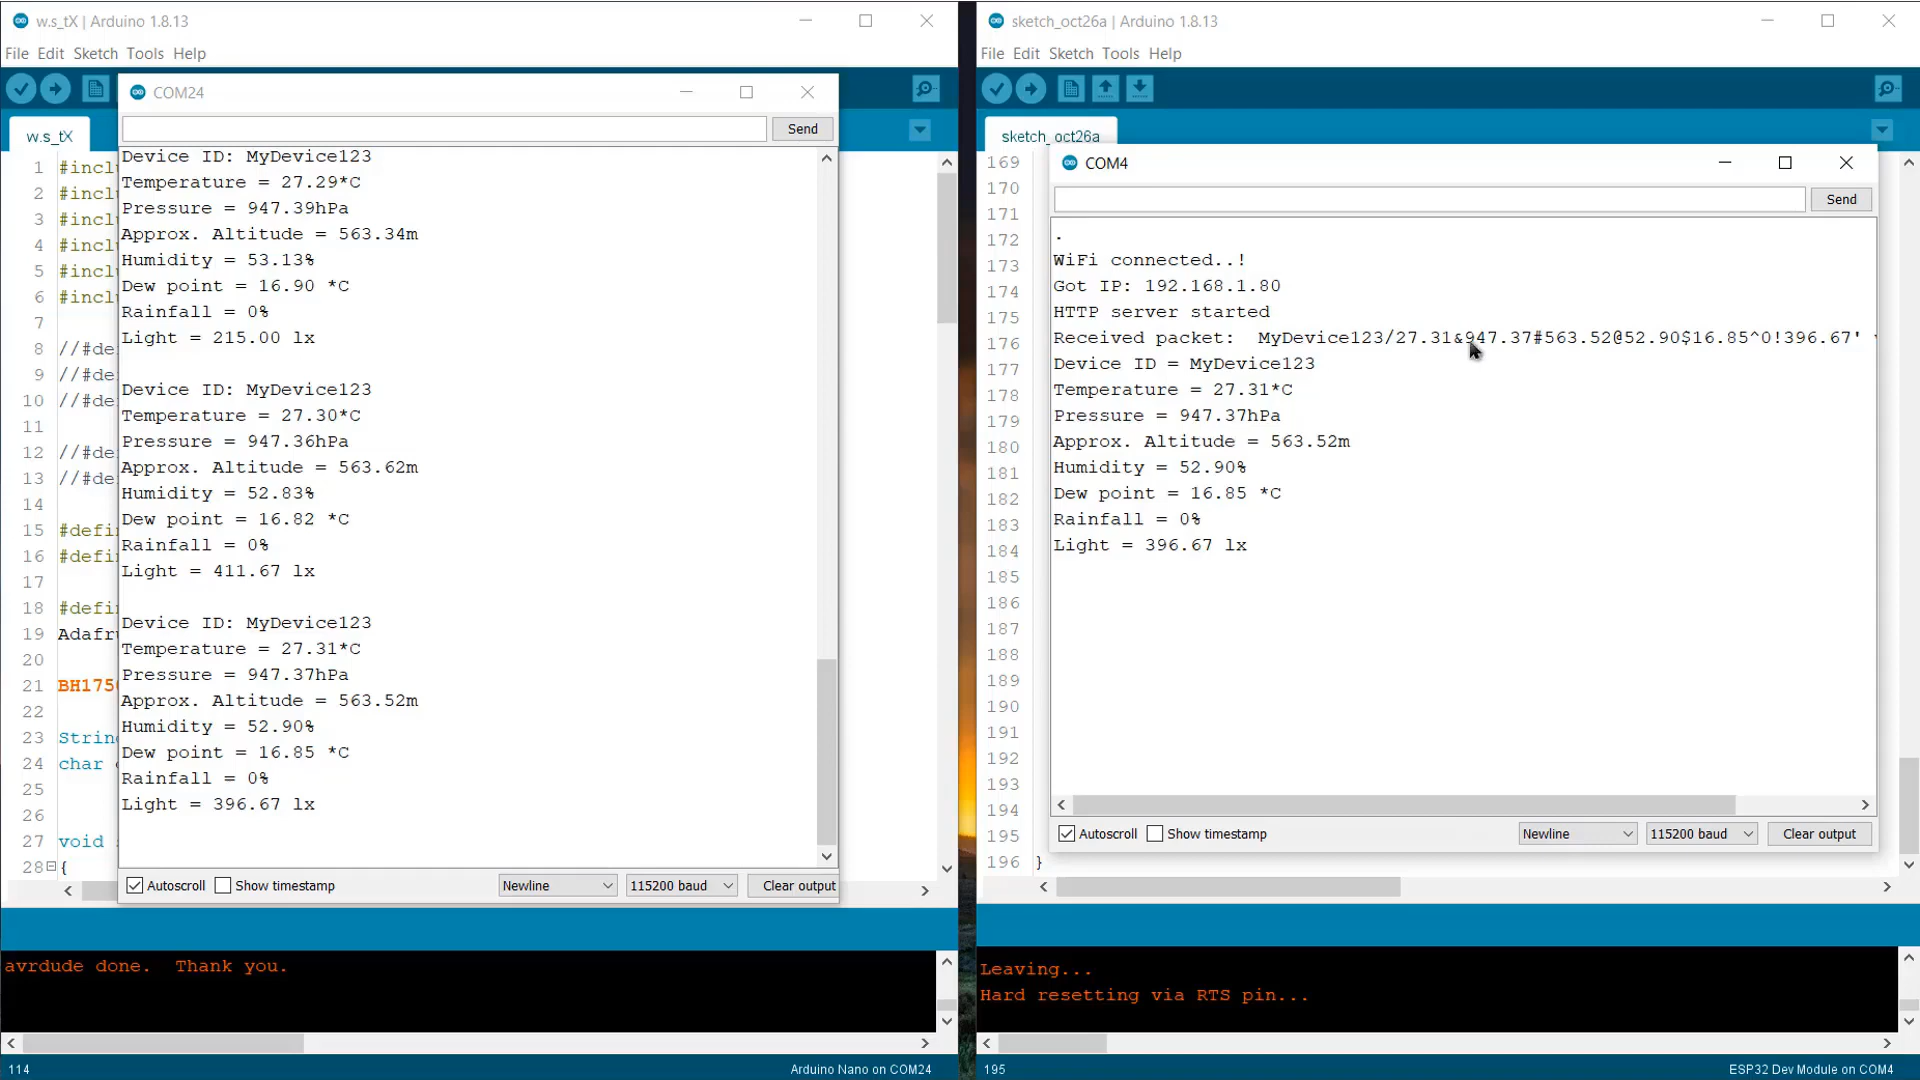 w.s_tX | Arduino 1.8.13
File Edit Sketch Tools Help
COM24
Send
w.s_tX
Device ID: MyDevice123
Temperature = 27.29*C
Pressure = 947.39hPa
Approx. Altitude = 563.34m
Humidity = 53.13%
Dew point = 16.90 *C
Rainfall = 0%
Light = 215.00 lx
Device ID: MyDevice123
Temperature = 27.30*C
Pressure = 947.36hPa
Approx. Altitude = 563.62m
Humidity = 52.83%
Dew point = 16.82 *C
Rainfall = 0%
Light = 411.67 lx
Device ID: MyDevice123
Temperature = 27.31*C
Pressure = 947.37hPa
Approx. Altitude = 563.52m
Humidity = 52.90%
Dew point = 16.85 *C
Rainfall = 0%
Light = 396.67 lx
Autoscroll Show timestamp Newline 115200 baud Clear output
1 #incl
2 #incl
3 #incl
4 #incl
5 #incl
6 #incl
7
8 //#de
9 //#de
10 //#de
11
12 //#de
13 //#de
14
15 #defi
16 #defi
17
18 #defi
19 Adafr
20
21 BH175
22
23 Strin
24 char
25
26
27 void
28 {
avrdude done.  Thank you.
114 Arduino Nano on COM24
sketch_oct26a | Arduino 1.8.13
File Edit Sketch Tools Help
sketch_oct26a
COM4
Send
.
WiFi connected..!
Got IP: 192.168.1.80
HTTP server started
Received packet:  MyDevice123/27.31&947.37#563.52@52.90$16.85^0!396.67'
Device ID = MyDevice123
Temperature = 27.31*C
Pressure = 947.37hPa
Approx. Altitude = 563.52m
Humidity = 52.90%
Dew point = 16.85 *C
Rainfall = 0%
Light = 396.67 lx
Autoscroll Show timestamp Newline 115200 baud Clear output
169
170
171
172
173
174
175
176
177
178
179
180
181
182
183
184
185
186
187
188
189
190
191
192
193
194
195
196 }
Leaving...
Hard resetting via RTS pin...
195 ESP32 Dev Module on COM4